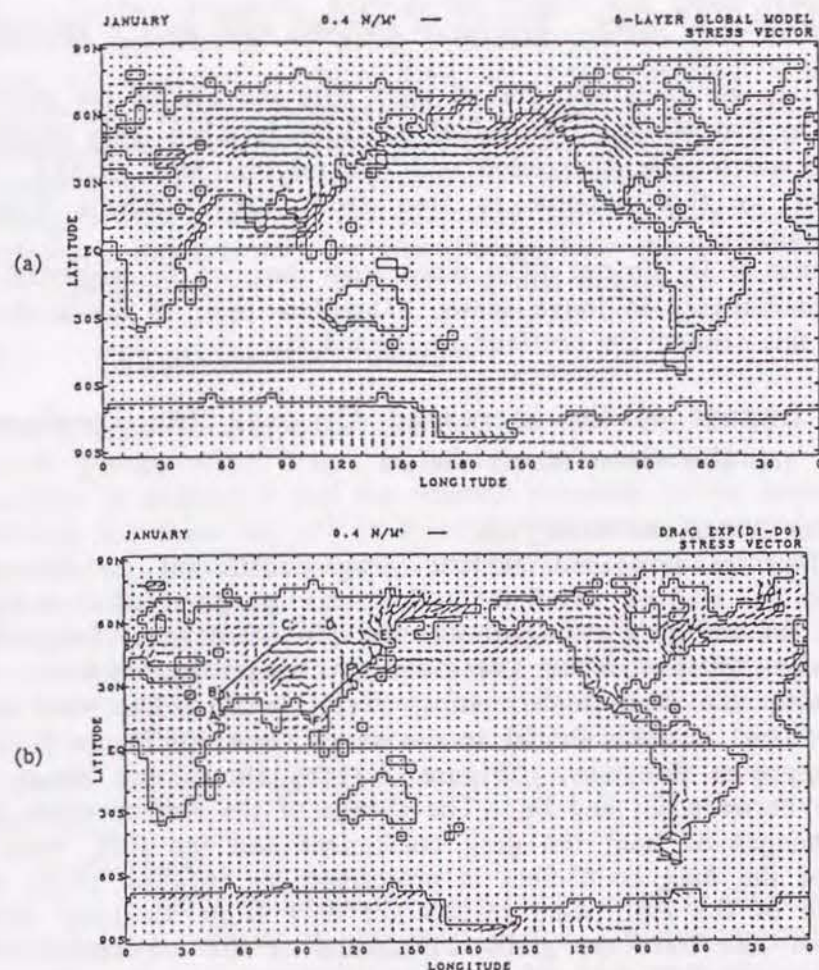 JANUARY 0.4 N/M² — 5-LAYER GLOBAL MODEL
STRESS VECTOR
90N
60N
30N
EQ
30S
60S
90S
LATITUDE
(a)
0 30 60 90 120 150 180 150 120 90 60 30 0
LONGITUDE
JANUARY 0.4 N/M² — DRAG EXP(D1-D0)
STRESS VECTOR
90N
60N
30N
EQ
30S
60S
90S
LATITUDE
(b)
C D
E
B
A
0 30 60 90 120 150 180 150 120 90 60 30 0
LONGITUDE